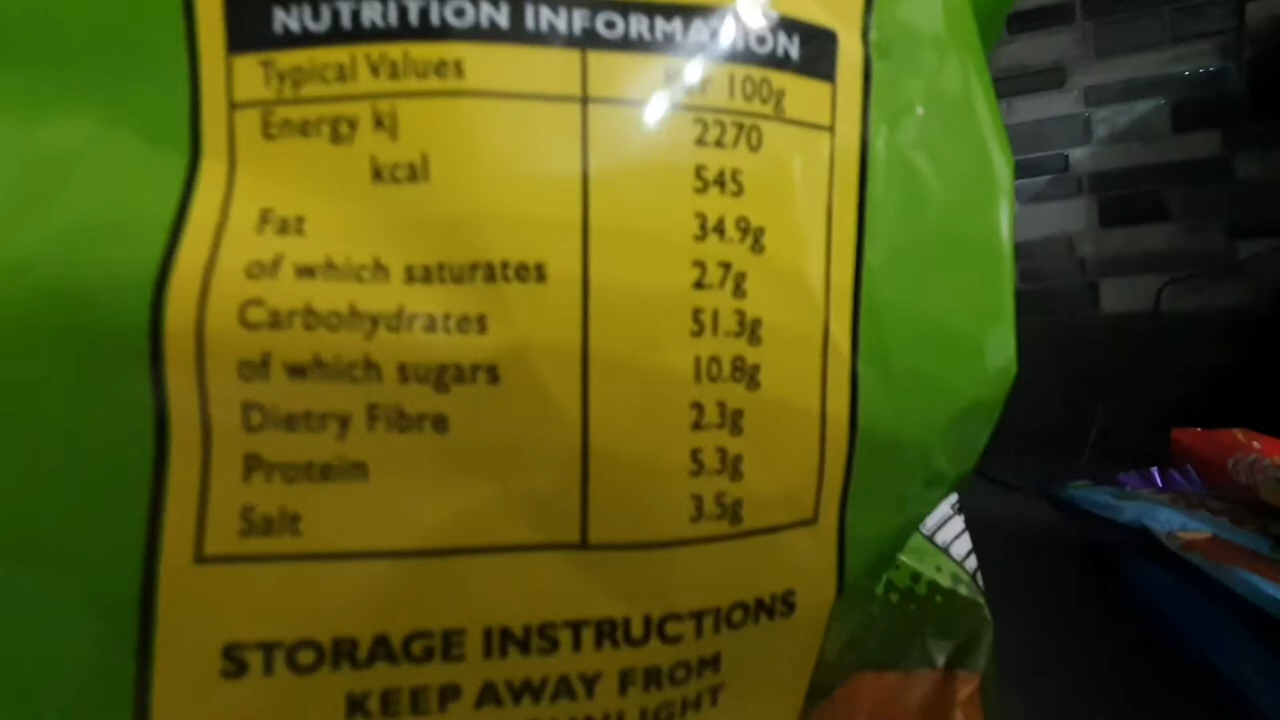 NUTRITION INFORMATION
Typical Values Per 100g
Energy kj 2270
kcal 545
Fat 34.9g
of which saturates 2.7g
Carbohydrates 51.3g
of which sugars 10.8g
Dietry Fibre 2.3g
Protein 5.3g
Salt 3.5g
STORAGE INSTRUCTIONS
KEEP AWAY FROM
SUNLIGHT